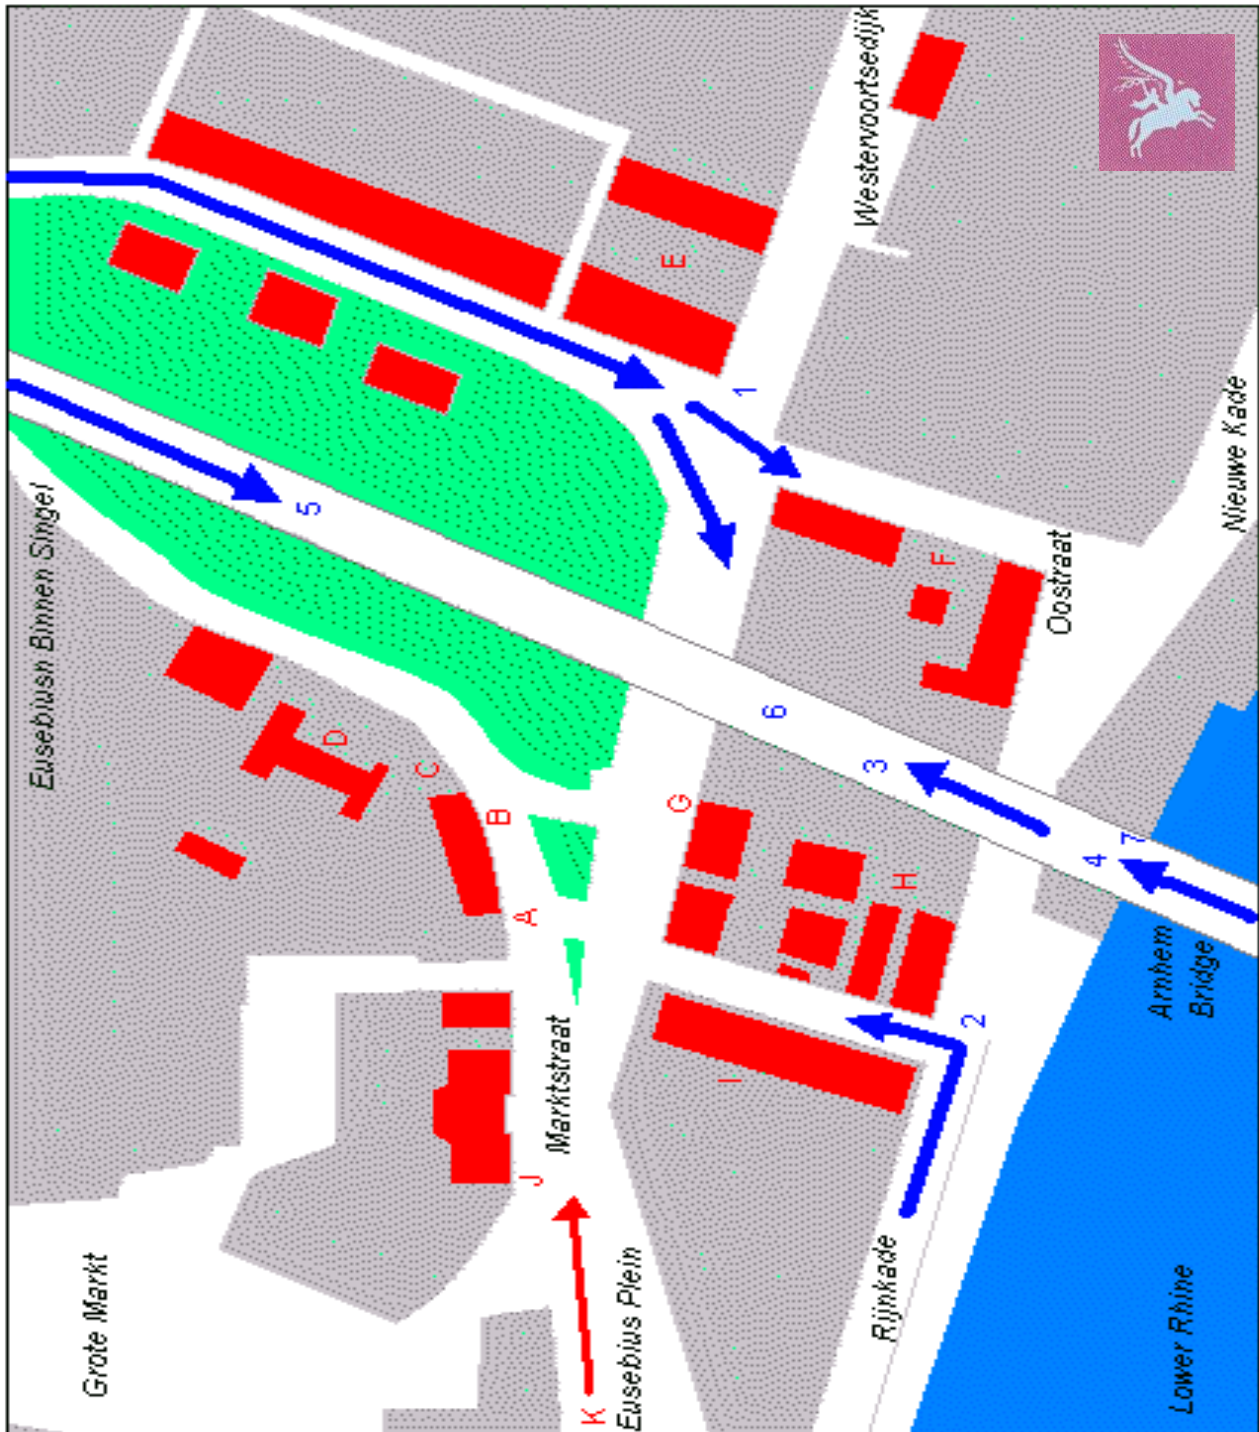 Grote Markt
Eusebiusn Binnen Singel
Westervoortsedijk
Nieuwe Kade
Oostraat
Marktstraat
Eusebius Plein
Rijnkade
Arnhem
Bridge
Lower Rhine
A
B
C
D
E
F
G
H
I
J
K
1
2
3
4
5
6
7